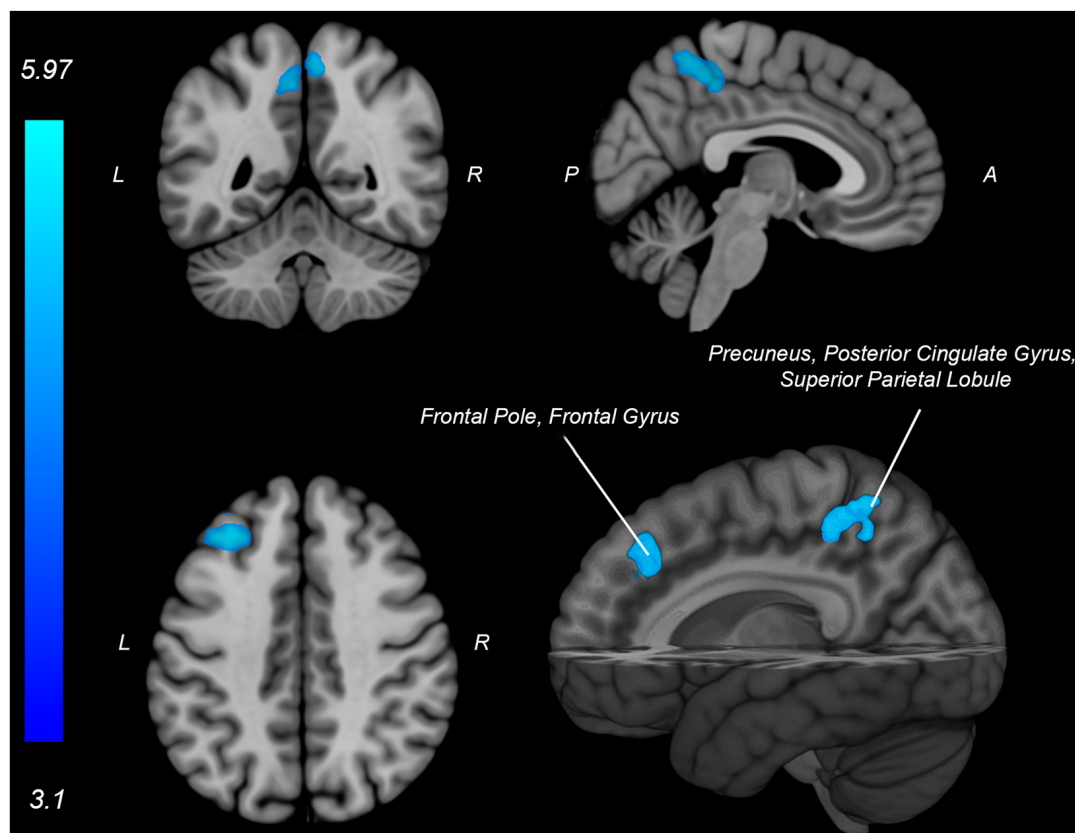 5.97
L
R
P
A
Precuneus, Posterior Cingulate Gyrus,
Superior Parietal Lobule
Frontal Pole, Frontal Gyrus
L
R
3.1